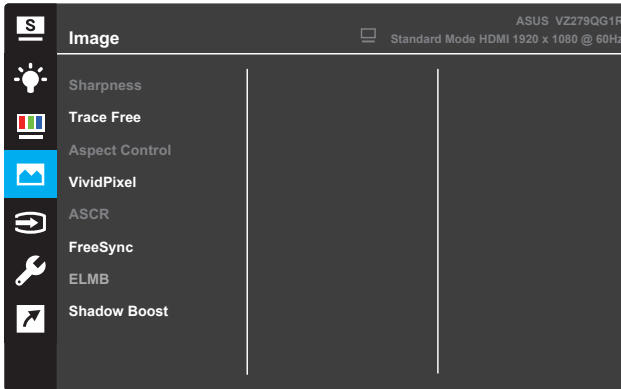 S
ASUS VZ279QG1R
Image
Standard Mode HDMI 1920 x 1080 @ 60Hz
Sharpness
Trace Free
Aspect Control
VividPixel
ASCR
FreeSync
ELMB
Shadow Boost